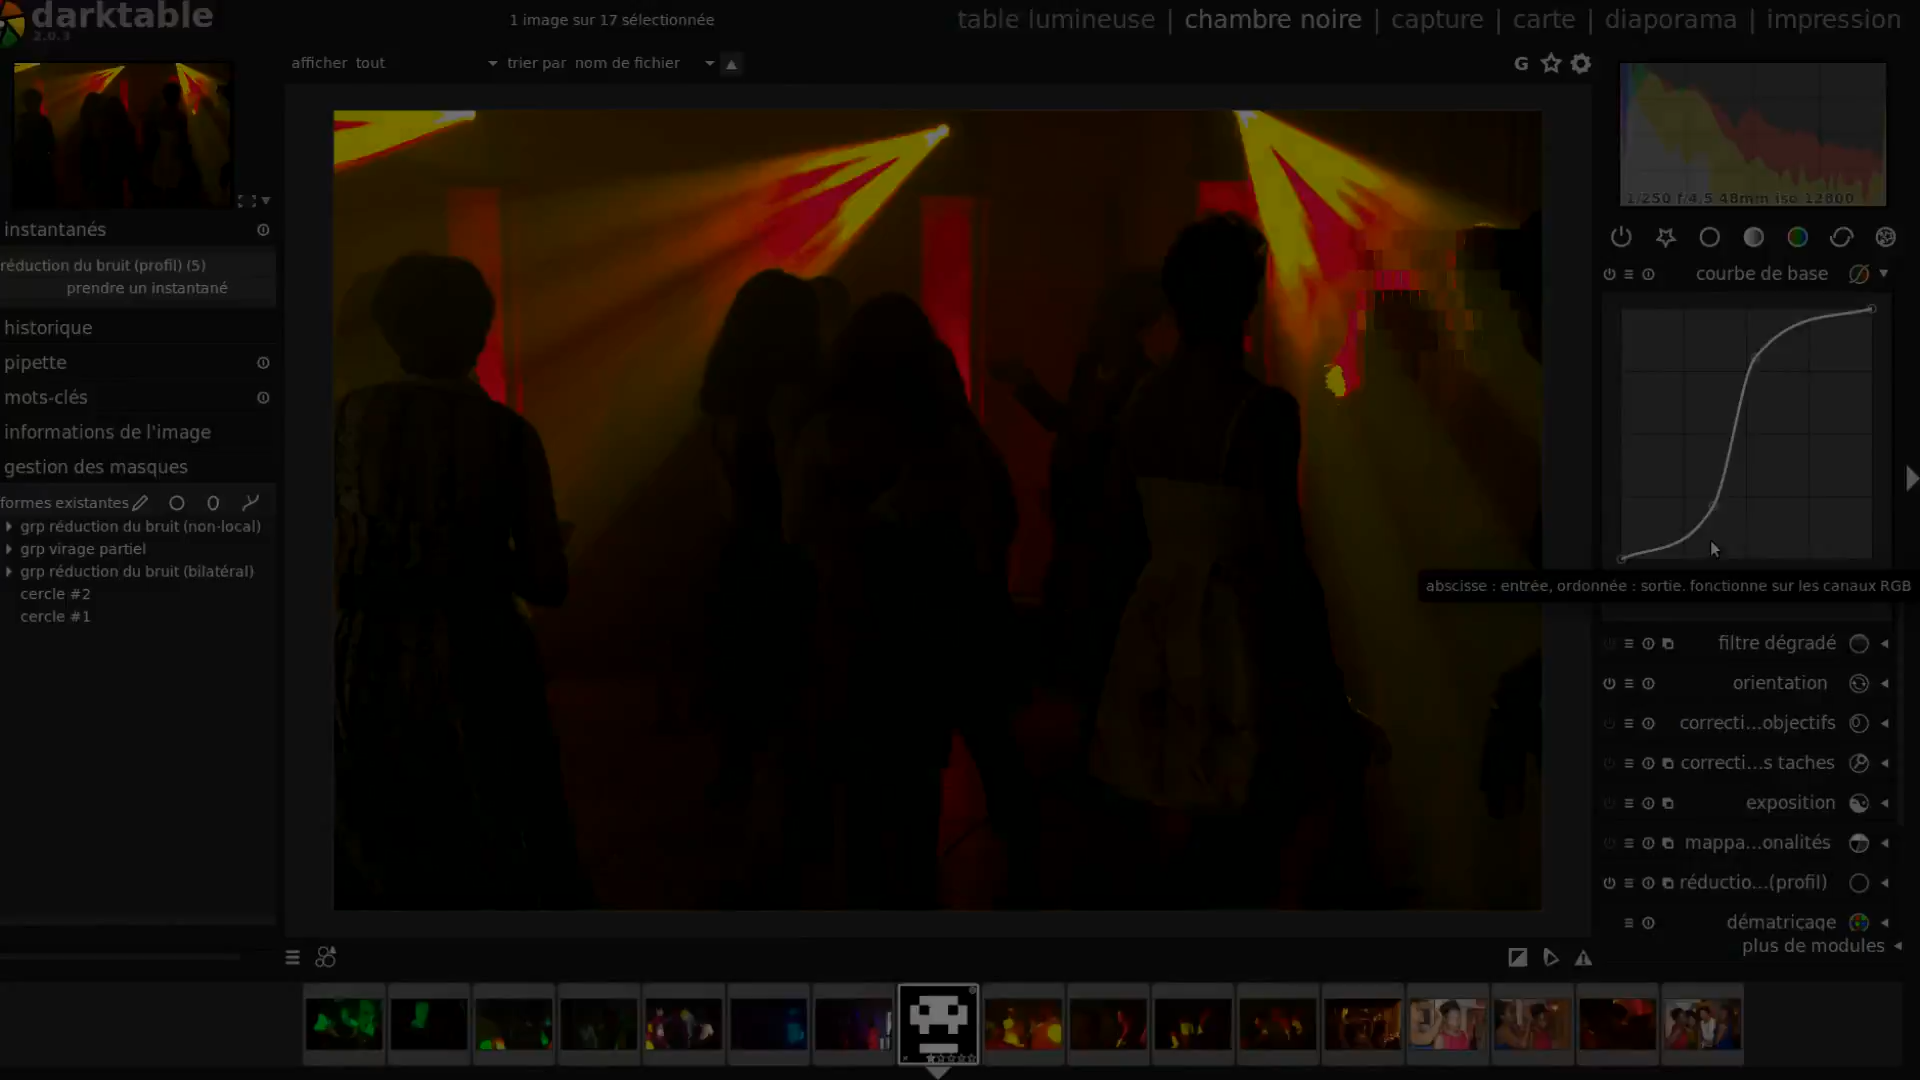 darktable
2.0.3
1 image sur 17 sélectionnée
table lumineuse | chambre noire | capture | carte | diaporama | impression
afficher tout
trier par nom de fichier
G
1/250 f/4,5 48mm iso 12800
instantanés
réduction du bruit (profil) (5)
prendre un instantané
historique
pipette
mots-clés
informations de l'image
gestion des masques
formes existantes
grp réduction du bruit (non-local)
grp virage partiel
grp réduction du bruit (bilatéral)
cercle #2
cercle #1
courbe de base
abscisse : entrée, ordonnée : sortie. fonctionne sur les canaux RGB
filtre dégradé
orientation
correcti...objectifs
correcti...s taches
exposition
mappa...onalités
réductio...(profil)
dématriçage
plus de modules